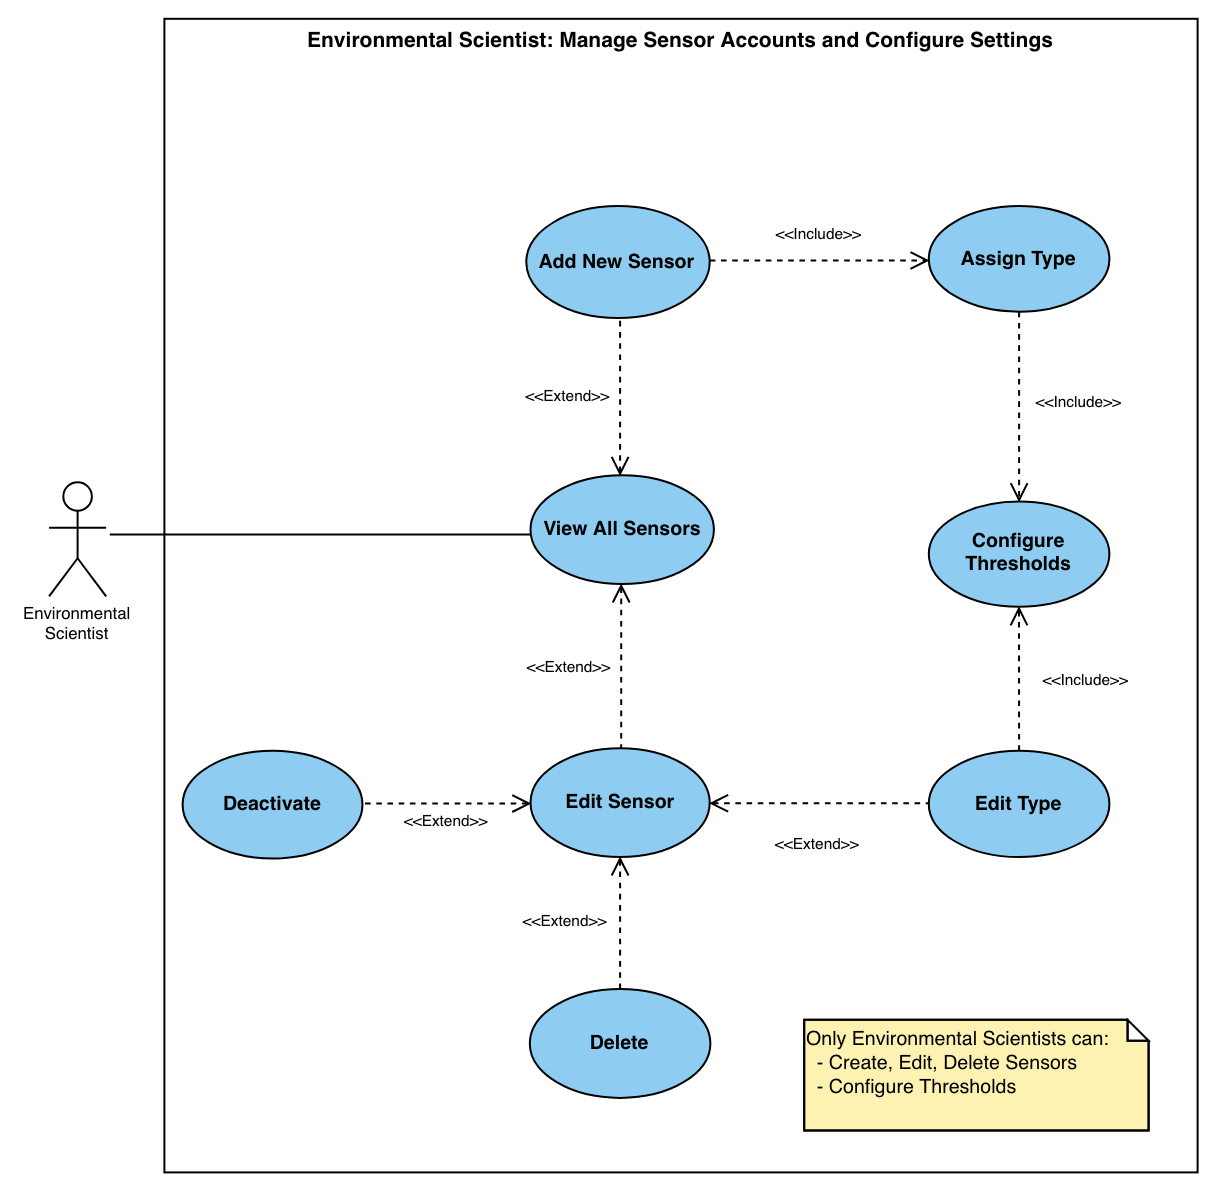 Environmental Scientist: Manage Sensor Accounts and Configure Settings
Add New Sensor
<<Include>>
Assign Type
<<Extend>>
<<Include>>
View All Sensors
Configure
Thresholds
Environmental
Scientist
<<Extend>>
<<Include>>
Deactivate
<<Extend>>
Edit Sensor
<<Extend>>
Edit Type
<<Extend>>
Delete
Only Environmental Scientists can:
- Create, Edit, Delete Sensors
- Configure Thresholds